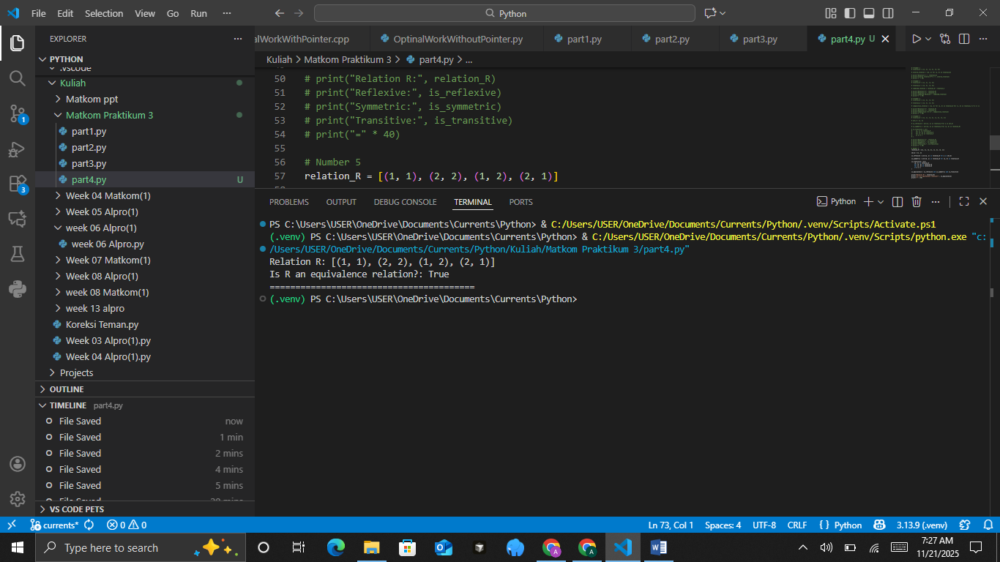 File Edit Selection View Go Run ··· Python
EXPLORER ···
PYTHON
.vscode
Kuliah
Matkom ppt
Matkom Praktikum 3
part1.py
part2.py
part3.py
part4.py U
Week 04 Matkom(1)
Week 05 Alpro(1)
week 06 Alpro(1)
week 06 Alpro.py
Week 07 Matkom(1)
Week 08 Alpro(1)
week 08 Matkom(1)
week 13 alpro
Koreksi Teman.py
Week 03 Alpro(1).py
Week 04 Alpro(1).py
Projects
OUTLINE
TIMELINE part4.py
File Saved now
File Saved 1 min
File Saved 2 mins
File Saved 4 mins
File Saved 5 mins
VS CODE PETS
1
3
alWorkWithPointer.cpp OptinalWorkWithoutPointer.py part1.py part2.py part3.py part4.py U
Kuliah > Matkom Praktikum 3 > part4.py > ...
50 # print("Relation R:", relation_R)
51 # print("Reflexive:", is_reflexive)
52 # print("Symmetric:", is_symmetric)
53 # print("Transitive:", is_transitive)
54 # print("=" * 40)
55
56 # Number 5
57 relation_R = [(1, 1), (2, 2), (1, 2), (2, 1)]
PROBLEMS OUTPUT DEBUG CONSOLE TERMINAL PORTS Python
PS C:\Users\USER\OneDrive\Documents\Currents\Python> & C:/Users/USER/OneDrive/Documents/Currents/Python/.venv/Scripts/Activate.ps1
(.venv) PS C:\Users\USER\OneDrive\Documents\Currents\Python> & C:/Users/USER/OneDrive/Documents/Currents/Python/.venv/Scripts/python.exe "c:
/Users/USER/OneDrive/Documents/Currents/Python/Kuliah/Matkom Praktikum 3/part4.py"
Relation R: [(1, 1), (2, 2), (1, 2), (2, 1)]
Is R an equivalence relation?: True
========================================
(.venv) PS C:\Users\USER\OneDrive\Documents\Currents\Python>
currents* 0 0 Ln 73, Col 1 Spaces: 4 UTF-8 CRLF { } Python 3.13.9 (.venv)
Type here to search
7:27 AM
11/21/2025